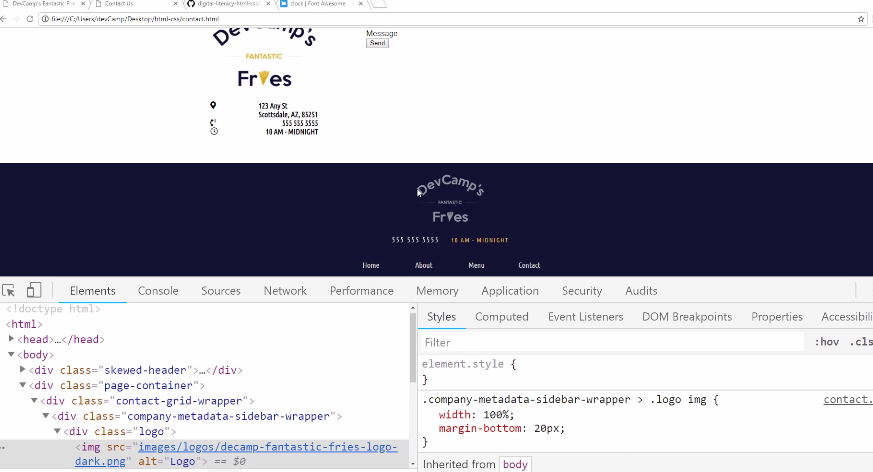 DevCamp's Fantastic Frie
Contact Us
digital-literacy-html-css/
clock | Font Awesome
file:///C:/Users/devCamp/Desktop/html-css/contact.html
DevCamp's
FANTASTIC
Fries
Message
Send
123 Any St
Scottsdale, AZ, 85251
555 555 5555
10 AM - MIDNIGHT
DevCamp's
FANTASTIC
Fries
555 555 5555 10 AM - MIDNIGHT
Home About Menu Contact
Elements Console Sources Network Performance Memory Application Security Audits
<!doctype html>
<html>
<head>…</head>
<body>
<div class="skewed-header">…</div>
<div class="page-container">
<div class="contact-grid-wrapper">
<div class="company-metadata-sidebar-wrapper">
<div class="logo">
<img src="images/logos/decamp-fantastic-fries-logo-
dark.png" alt="Logo"> == $0
Styles Computed Event Listeners DOM Breakpoints Properties Accessibili
Filter :hov .cls
element.style {
}
.company-metadata-sidebar-wrapper > .logo img { contact.
width: 100%;
margin-bottom: 20px;
}
Inherited from body